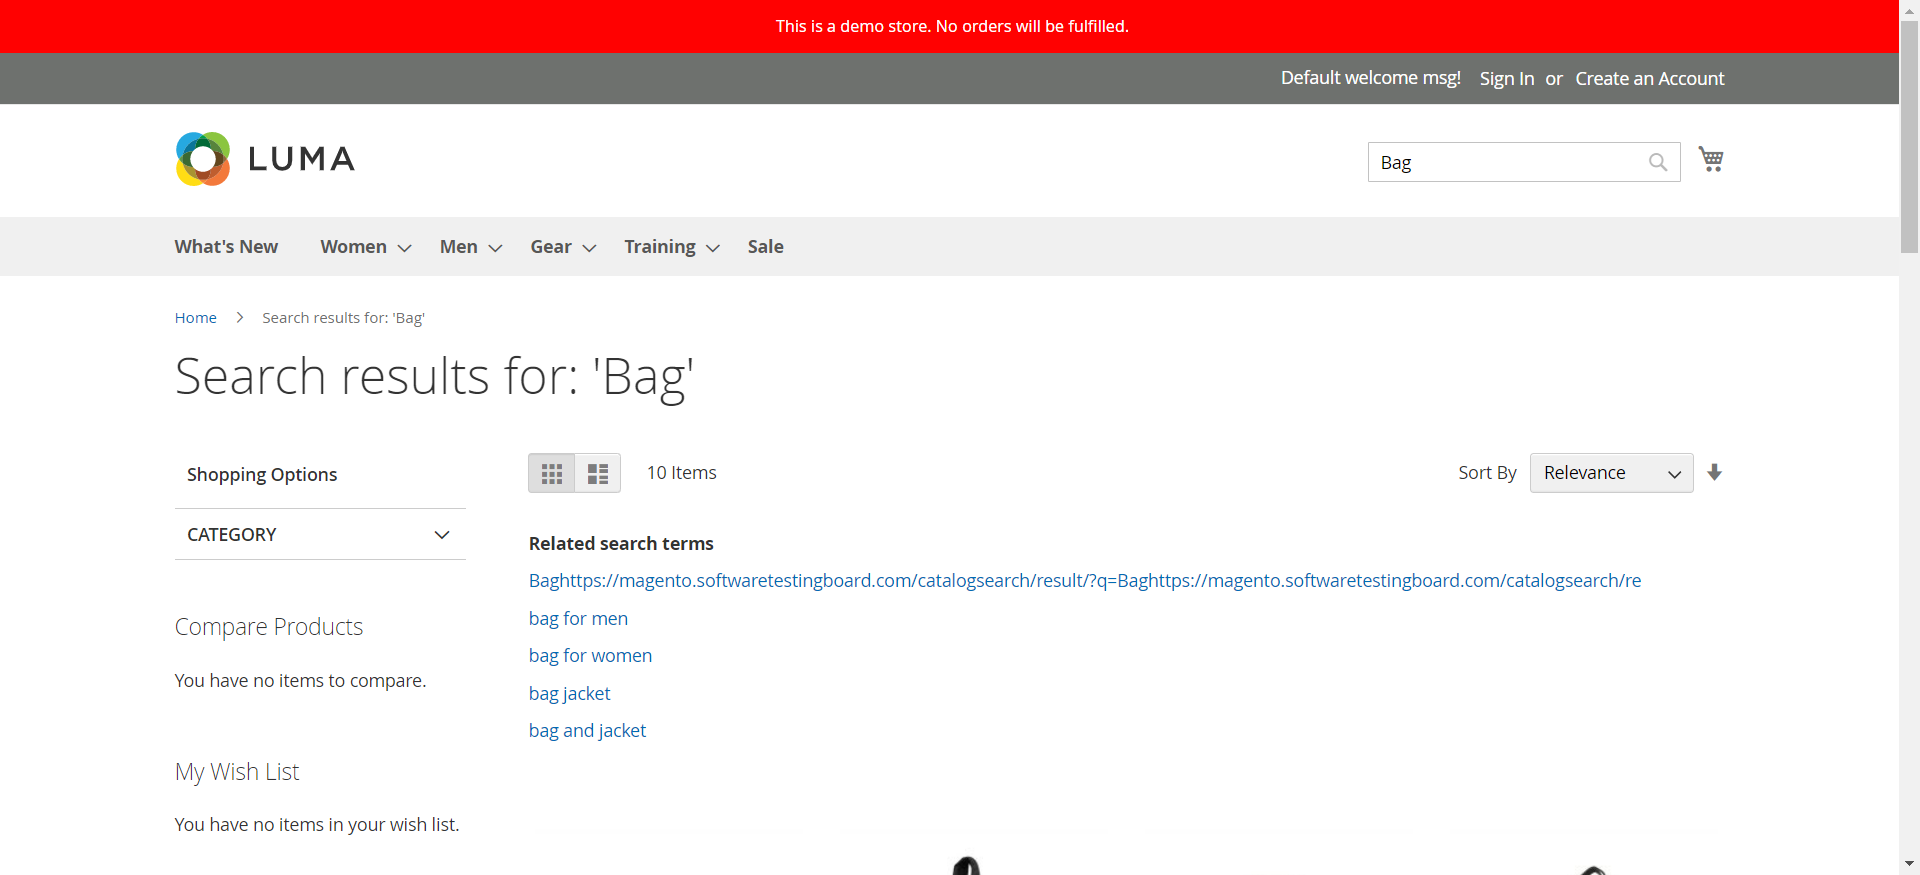 This is a demo store. No orders will be fulfilled.
Default welcome msg! Sign In or Create an Account
LUMA
Bag
What's New Women Men Gear Training Sale
Home Search results for: 'Bag'
Search results for: 'Bag'
Shopping Options
10 Items
Sort By Relevance
CATEGORY
Related search terms
Baghttps://magento.softwaretestingboard.com/catalogsearch/result/?q=Baghttps://magento.softwaretestingboard.com/catalogsearch/re
bag for men
bag for women
bag jacket
bag and jacket
Compare Products
You have no items to compare.
My Wish List
You have no items in your wish list.